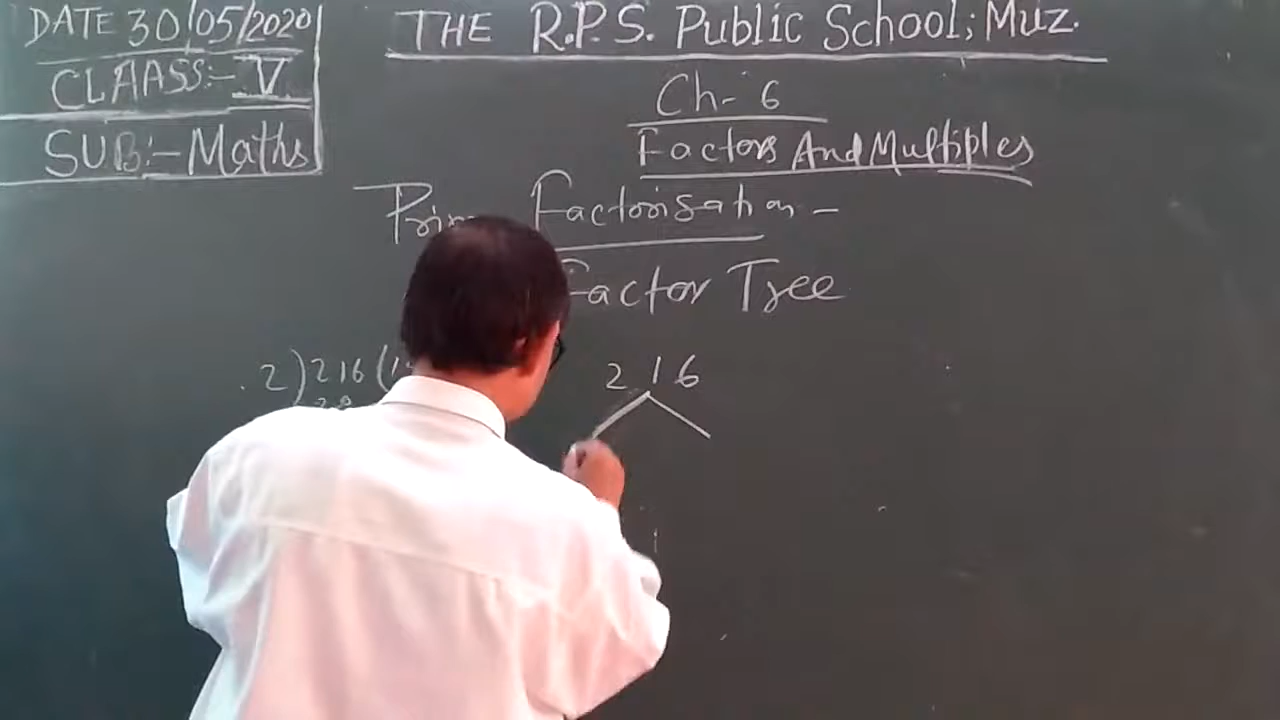 DATE 30/05/2020
CLAASS:- V
SUB:- Maths
THE R.P.S. Public School; Muz.
Ch- 6
Factors And Multiples
Factorisation -
Factor Tree
2)216(1
216